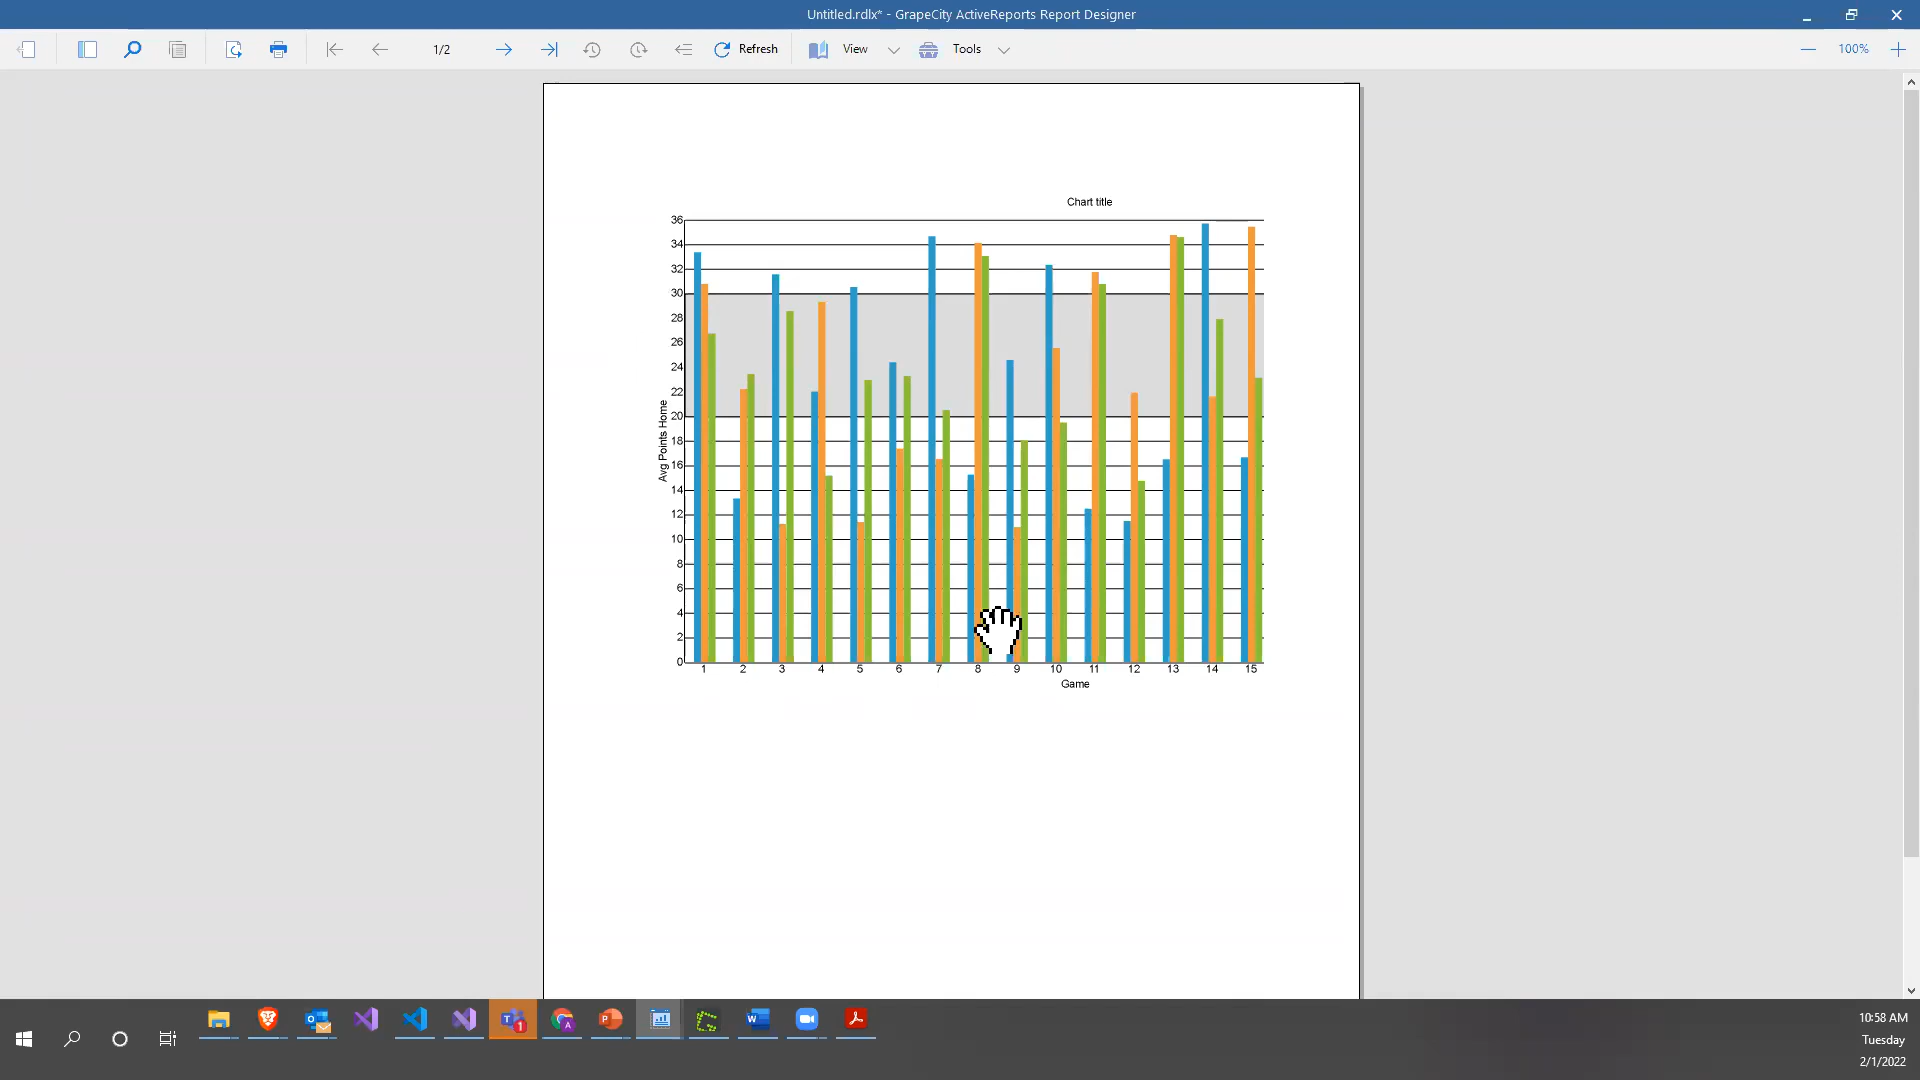 Untitled.rdlx* - GrapeCity ActiveReports Report Designer
1/2
Refresh
View
Tools
100%
Chart title
36
34
32
30
28
26
24
22
20
18
16
14
12
10
8
6
4
2
0
Avg Points Home
1 2 3 4 5 6 7 8 9 10 11 12 13 14 15
Game
10:58 AM
Tuesday
2/1/2022